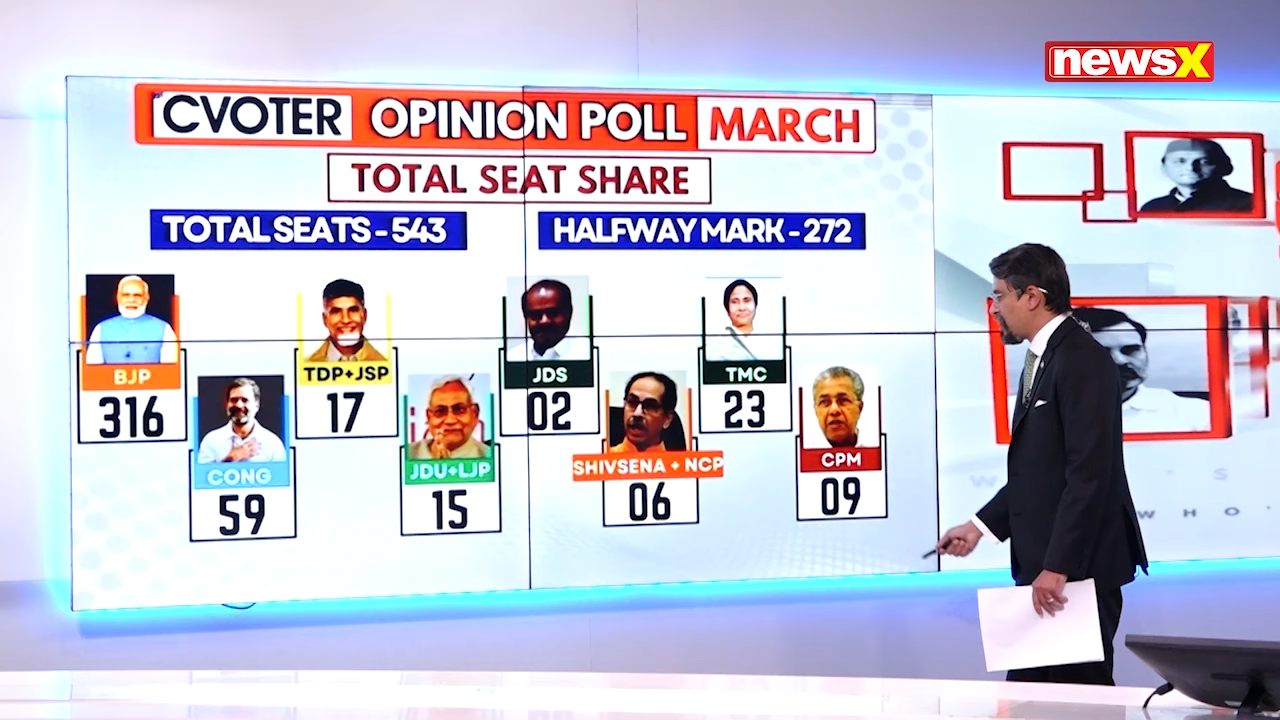 newsX
CVOTER OPINION POLL MARCH
TOTAL SEAT SHARE
TOTAL SEATS - 543
HALFWAY MARK - 272
BJP
316
CONG
59
TDP+JSP
17
JDU+LJP
15
JDS
02
SHIVSENA + NCP
06
TMC
23
CPM
09
WHO'